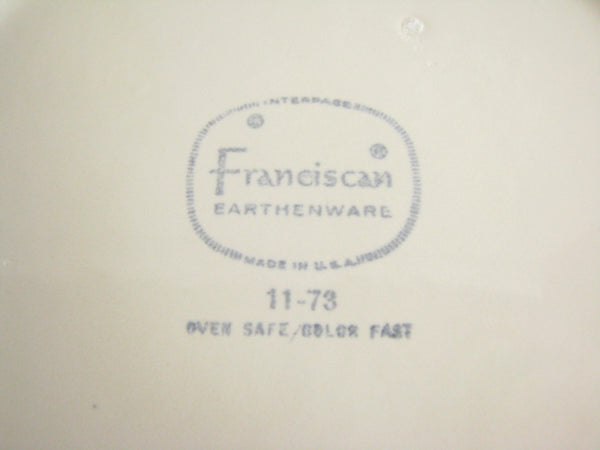 INTERPACE
®
®
Franciscan
EARTHENWARE
MADE IN U.S.A.
11-73
OVEN SAFE/COLOR FAST